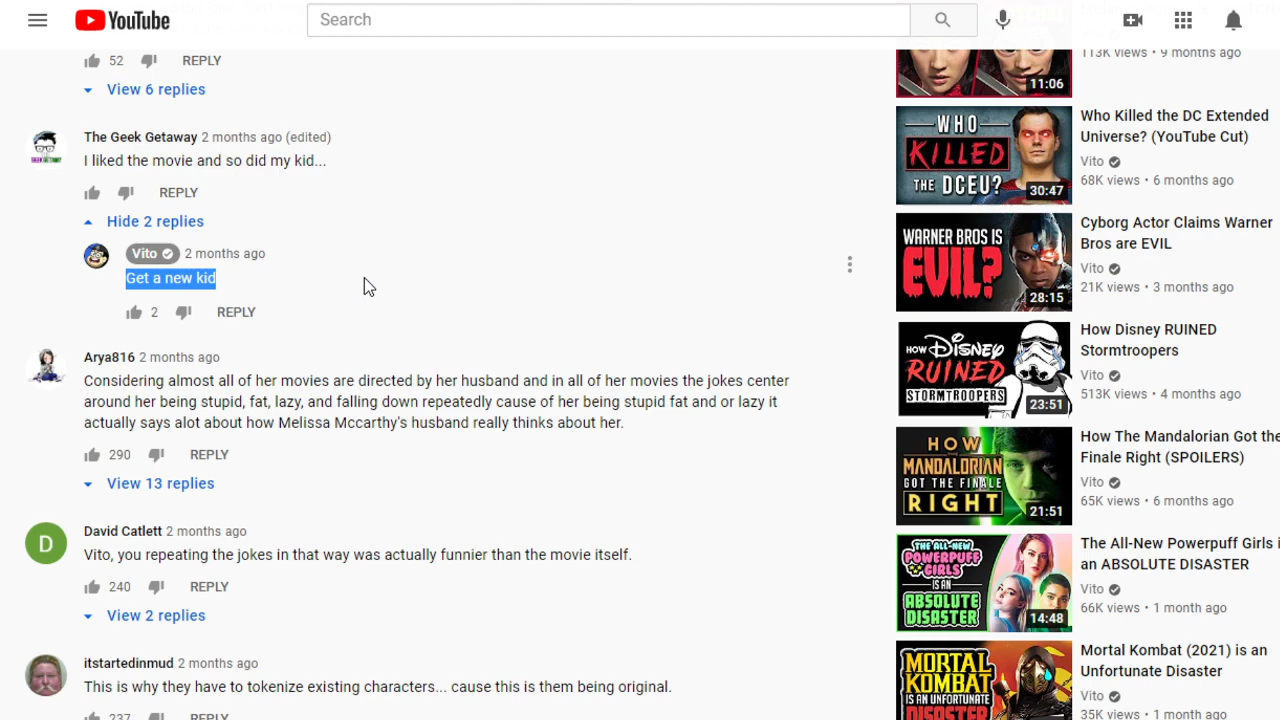 YouTube
Search
52 REPLY
View 6 replies
The Geek Getaway 2 months ago (edited)
I liked the movie and so did my kid...
REPLY
Hide 2 replies
Vito 2 months ago
Get a new kid
2 REPLY
Arya816 2 months ago
Considering almost all of her movies are directed by her husband and in all of her movies the jokes center
around her being stupid, fat, lazy, and falling down repeatedly cause of her being stupid fat and or lazy it
actually says alot about how Melissa Mccarthy's husband really thinks about her.
290 REPLY
View 13 replies
D
David Catlett 2 months ago
Vito, you repeating the jokes in that way was actually funnier than the movie itself.
240 REPLY
View 2 replies
itstartedinmud 2 months ago
This is why they have to tokenize existing characters... cause this is them being original.
237 REPLY
11:06
113K views • 9 months ago
WHO
KILLED
THE DCEU?
30:47
Who Killed the DC Extended
Universe? (YouTube Cut)
Vito
68K views • 6 months ago
WARNER BROS IS
EVIL?
28:15
Cyborg Actor Claims Warner
Bros are EVIL
Vito
21K views • 3 months ago
HOW Disney
RUINED
STORMTROOPERS
23:51
How Disney RUINED
Stormtroopers
Vito
513K views • 4 months ago
HOW
MANDALORIAN
GOT THE FINALE
RIGHT
21:51
How The Mandalorian Got the
Finale Right (SPOILERS)
Vito
65K views • 6 months ago
THE ALL-NEW
POWERPUFF
GIRLS
IS AN
ABSOLUTE
DISASTER
14:48
The All-New Powerpuff Girls i
an ABSOLUTE DISASTER
Vito
66K views • 1 month ago
MORTAL
KOMBAT
IS AN UNFORTUNATE
DISASTER
Mortal Kombat (2021) is an
Unfortunate Disaster
Vito
35K views • 1 month ago